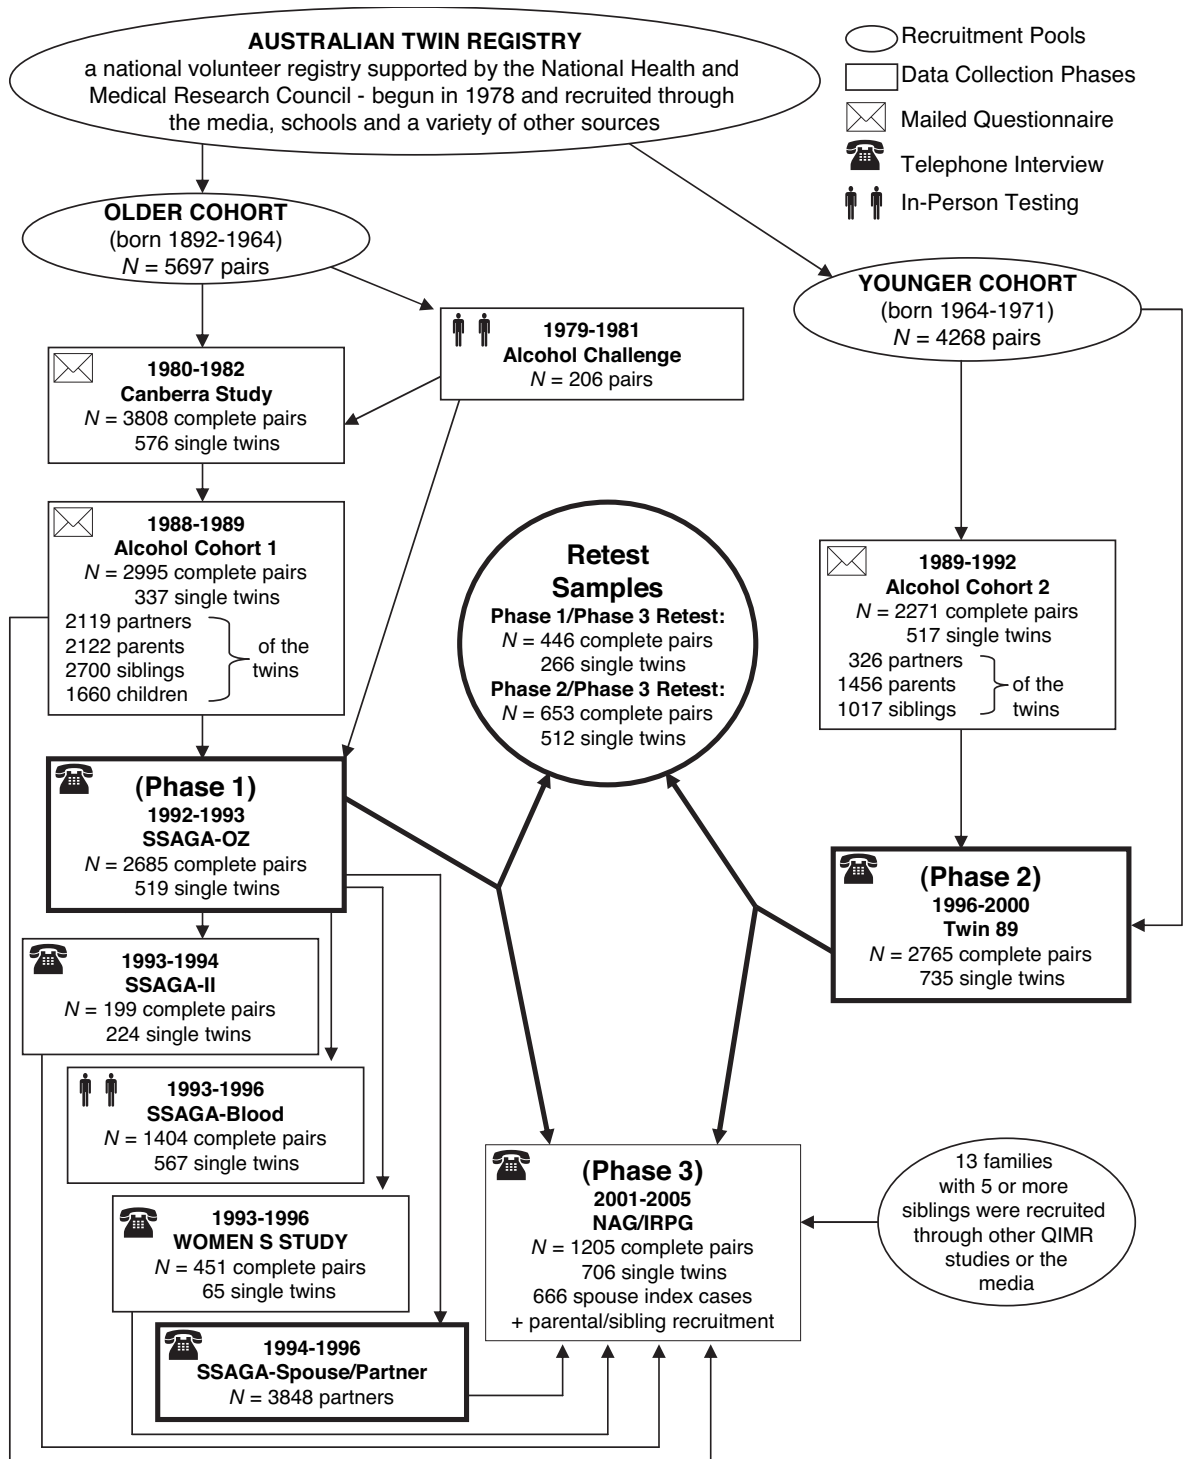 AUSTRALIAN TWIN REGISTRY
a national volunteer registry supported by the National Health and
Medical Research Council - begun in 1978 and recruited through
the media, schools and a variety of other sources
Recruitment Pools
Data Collection Phases
Mailed Questionnaire
Telephone Interview
In-Person Testing
OLDER COHORT
(born 1892-1964)
N = 5697 pairs
YOUNGER COHORT
(born 1964-1971)
N = 4268 pairs
1979-1981
Alcohol Challenge
N = 206 pairs
1980-1982
Canberra Study
N = 3808 complete pairs
576 single twins
1988-1989
Alcohol Cohort 1
N = 2995 complete pairs
337 single twins
2119 partners
2122 parents
2700 siblings
1660 children
of the
twins
Retest
Samples
Phase 1/Phase 3 Retest:
N = 446 complete pairs
266 single twins
Phase 2/Phase 3 Retest:
N = 653 complete pairs
512 single twins
1989-1992
Alcohol Cohort 2
N = 2271 complete pairs
517 single twins
326 partners
1456 parents
1017 siblings
of the
twins
(Phase 1)
1992-1993
SSAGA-OZ
N = 2685 complete pairs
519 single twins
(Phase 2)
1996-2000
Twin 89
N = 2765 complete pairs
735 single twins
1993-1994
SSAGA-II
N = 199 complete pairs
224 single twins
1993-1996
SSAGA-Blood
N = 1404 complete pairs
567 single twins
1993-1996
WOMEN S STUDY
N = 451 complete pairs
65 single twins
1994-1996
SSAGA-Spouse/Partner
N = 3848 partners
(Phase 3)
2001-2005
NAG/IRPG
N = 1205 complete pairs
706 single twins
666 spouse index cases
+ parental/sibling recruitment
13 families
with 5 or more
siblings were recruited
through other QIMR
studies or the
media